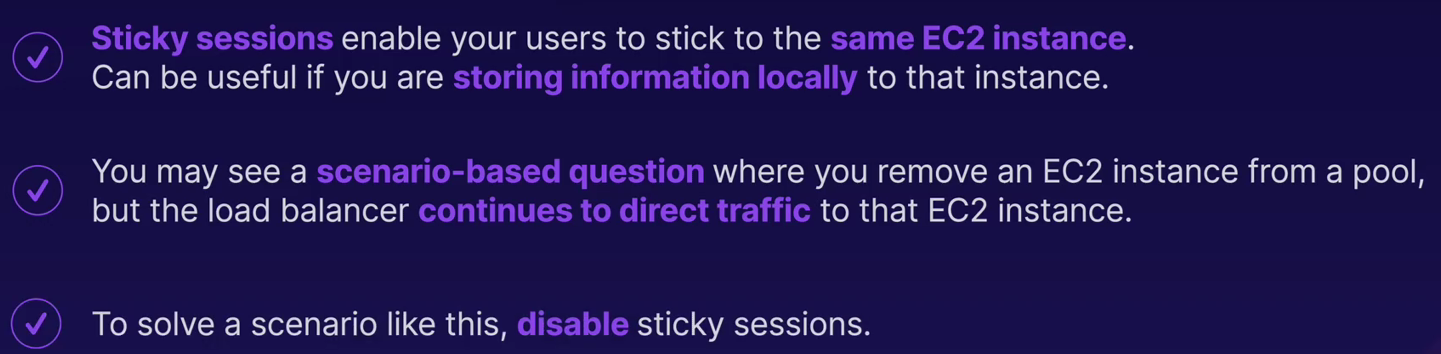 Sticky sessions enable your users to stick to the same EC2 instance.
Can be useful if you are storing information locally to that instance.
You may see a scenario-based question where you remove an EC2 instance from a pool,
but the load balancer continues to direct traffic to that EC2 instance.
To solve a scenario like this, disable sticky sessions.